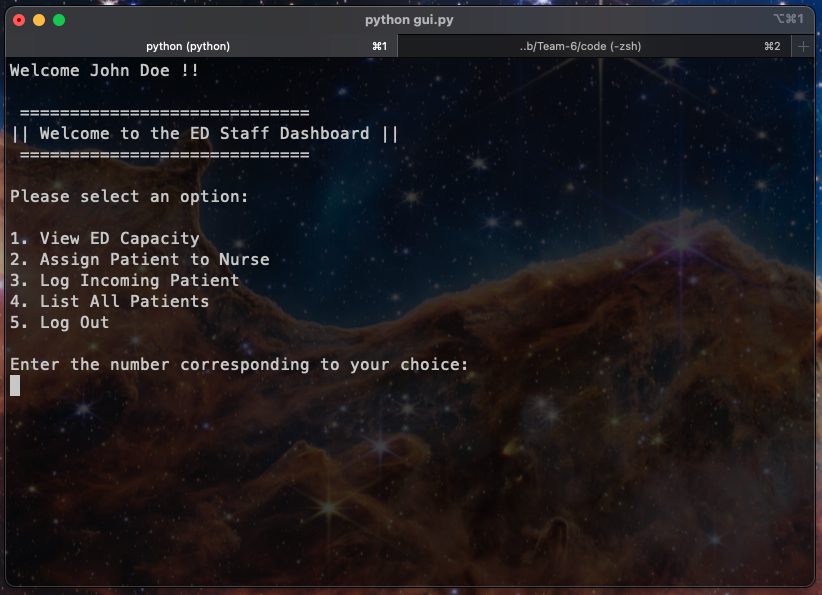 python gui.py
⌥⌘1
python (python)
⌘1
..b/Team-6/code (-zsh)
⌘2
+
Welcome John Doe !!
=============================
|| Welcome to the ED Staff Dashboard ||
=============================
Please select an option:
1. View ED Capacity
2. Assign Patient to Nurse
3. Log Incoming Patient
4. List All Patients
5. Log Out
Enter the number corresponding to your choice: